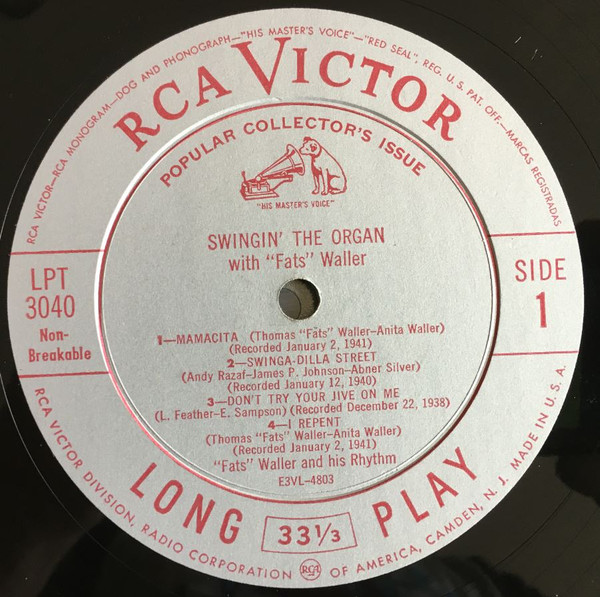 RCA VICTOR—RCA MONOGRAM—DOG AND PHONOGRAPH—"HIS MASTER'S VOICE"—"RED SEAL", REG. U.S. PAT. OFF.—MARCAS REGISTRADAS
RCA VICTOR
POPULAR COLLECTOR'S ISSUE
"HIS MASTER'S VOICE"
SWINGIN' THE ORGAN
with "Fats" Waller
LPT
3040
Non-
Breakable
SIDE
1
1—MAMACITA (Thomas "Fats" Waller–Anita Waller)
(Recorded January 2, 1941)
2—SWINGA-DILLA STREET
(Andy Razaf–James P. Johnson–Abner Silver)
(Recorded January 12, 1940)
3—DON'T TRY YOUR JIVE ON ME
(L. Feather–E. Sampson) (Recorded December 22, 1938)
4—I REPENT
(Thomas "Fats" Waller–Anita Waller)
(Recorded January 2, 1941)
"Fats" Waller and his Rhythm
E3VL-4803
LONG 33 1/3 PLAY
RCA VICTOR DIVISION, RADIO CORPORATION RCA OF AMERICA, CAMDEN, N. J. MADE IN U.S.A.